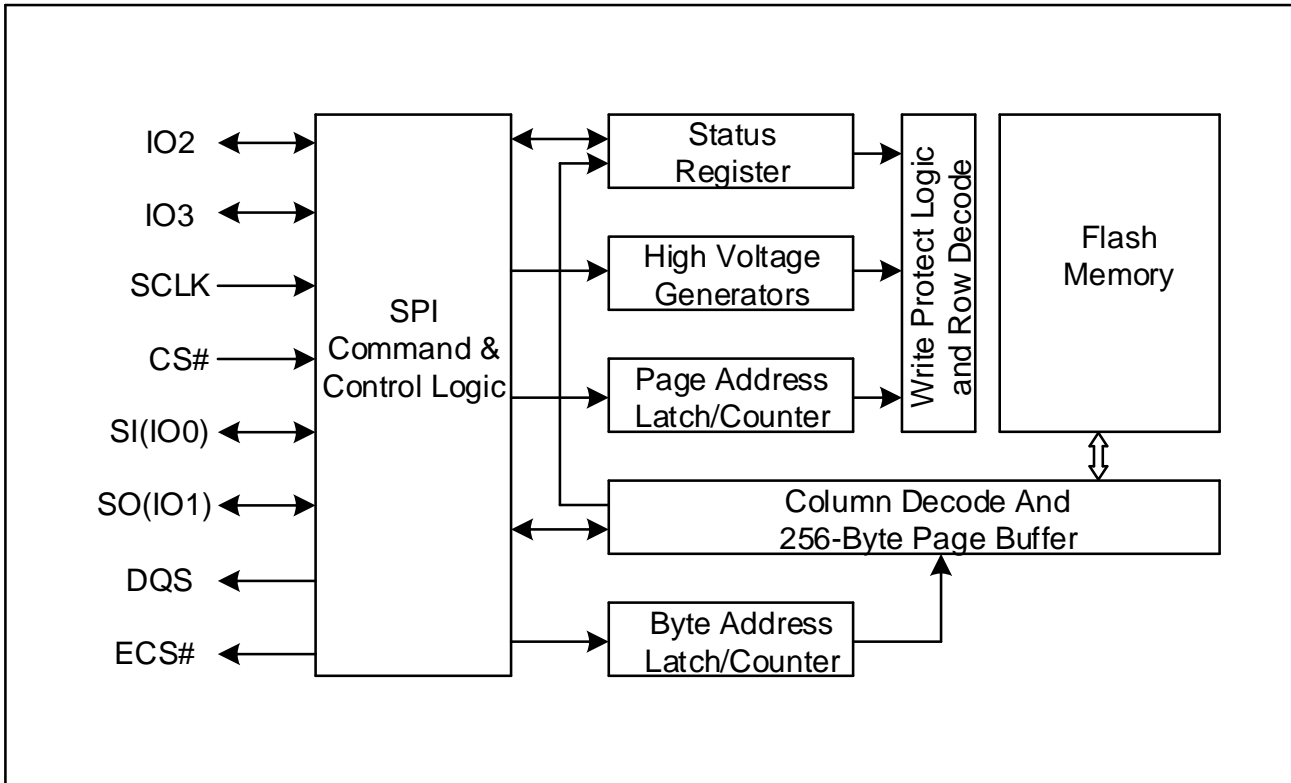 IO2
IO3
SCLK
CS#
SI(IO0)
SO(IO1)
DQS
ECS#
SPI
Command &
Control Logic
Status
Register
High Voltage
Generators
Page Address
Latch/Counter
Write Protect Logic
and Row Decode
Flash
Memory
Column Decode And
256-Byte Page Buffer
Byte Address
Latch/Counter